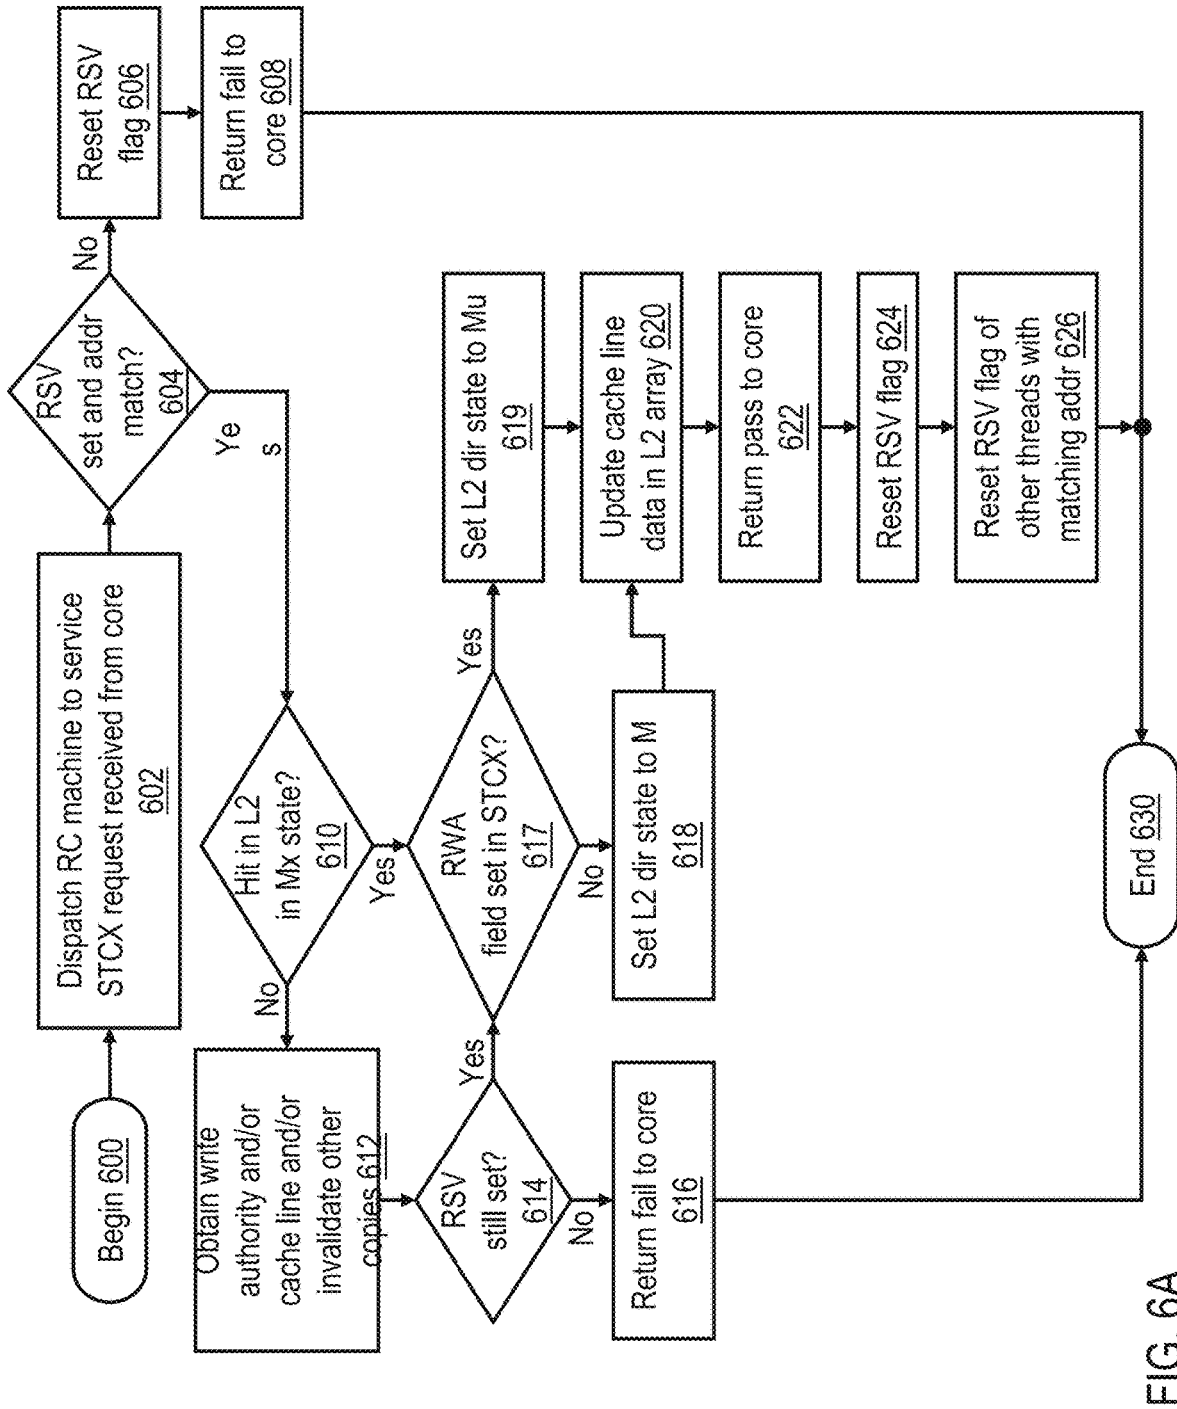 Begin 600
Dispatch RC machine to service
STCX request received from core
602
RSV
set and addr
match?
604
No
Reset RSV
flag 606
Return fail to
core 608
Ye
s
Hit in L2
in Mx state?
610
No
Yes
Obtain write
authority and/or
cache line and/or
invalidate other
copies 612
RSV
still set?
614
Yes
No
Return fail to core
616
RWA
field set in STCX?
617
Yes
No
Set L2 dir state to M
618
Set L2 dir state to Mu
619
Update cache line
data in L2 array 620
Return pass to core
622
Reset RSV flag 624
Reset RSV flag of
other threads with
matching addr 626
End 630
FIG. 6A